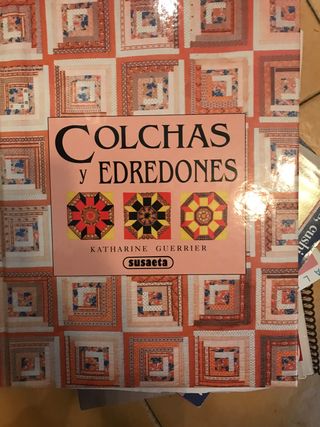 COLCHAS
Y EDREDONES
KATHARINE GUERRIER
susaeta